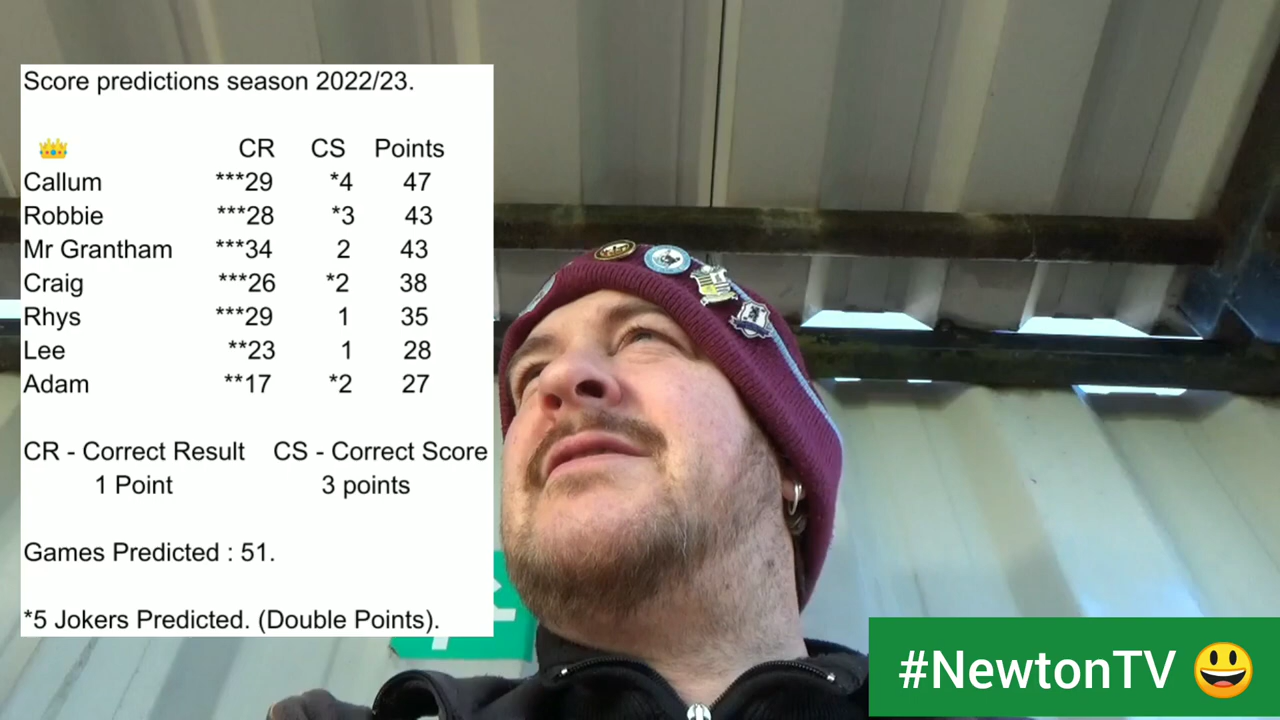 Score predictions season 2022/23.
👑 CR CS Points
Callum ***29 *4 47
Robbie ***28 *3 43
Mr Grantham ***34 2 43
Craig ***26 *2 38
Rhys ***29 1 35
Lee **23 1 28
Adam **17 *2 27
CR - Correct Result CS - Correct Score
1 Point 3 points
Games Predicted : 51.
*5 Jokers Predicted. (Double Points).
#NewtonTV 😃